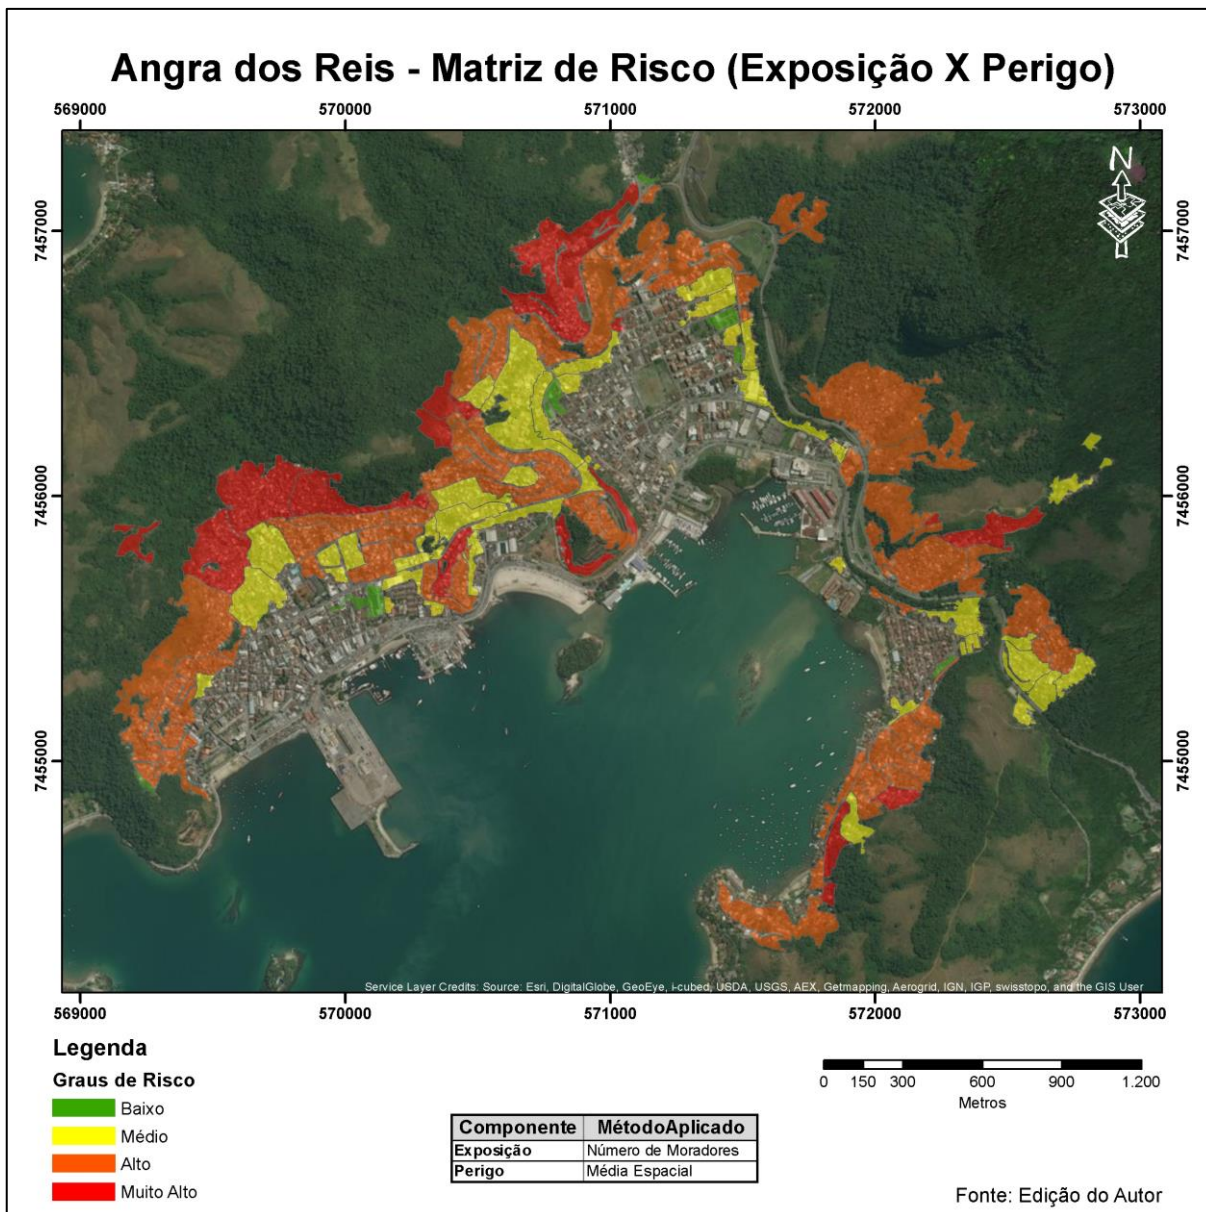 Angra dos Reis - Matriz de Risco (Exposição X Perigo)
569000 570000 571000 572000 573000
N
7457000 7457000
7456000 7456000
7455000 7455000
Service Layer Credits: Source: Esri, DigitalGlobe, GeoEye, i-cubed, USDA, USGS, AEX, Getmapping, Aerogrid, IGN, IGP, swisstopo, and the GIS User
569000 570000 571000 572000 573000
Legenda
Graus de Risco
Baixo
Médio
Alto
Muito Alto
Componente MétodoAplicado
Exposição Número de Moradores
Perigo Média Espacial
0 150 300 600 900 1.200
Metros
Fonte: Edição do Autor